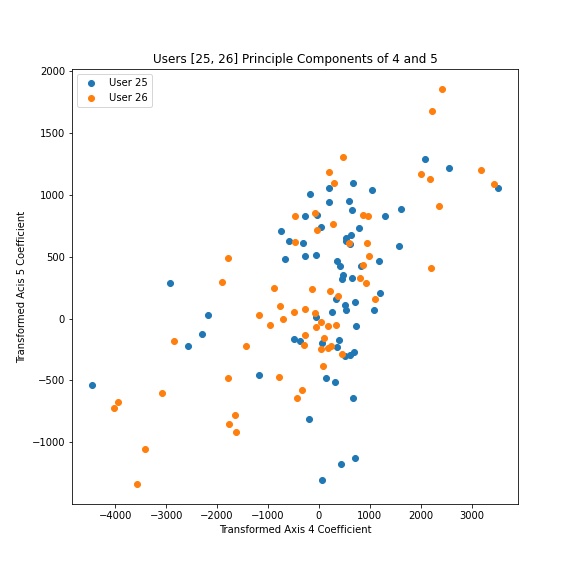 Users [25, 26] Principle Components of 4 and 5
User 25
User 26
2000
1500
1000
500
0
−500
−1000
Transformed Acis 5 Coefficient
−4000 −3000 −2000 −1000 0 1000 2000 3000
Transformed Axis 4 Coefficient